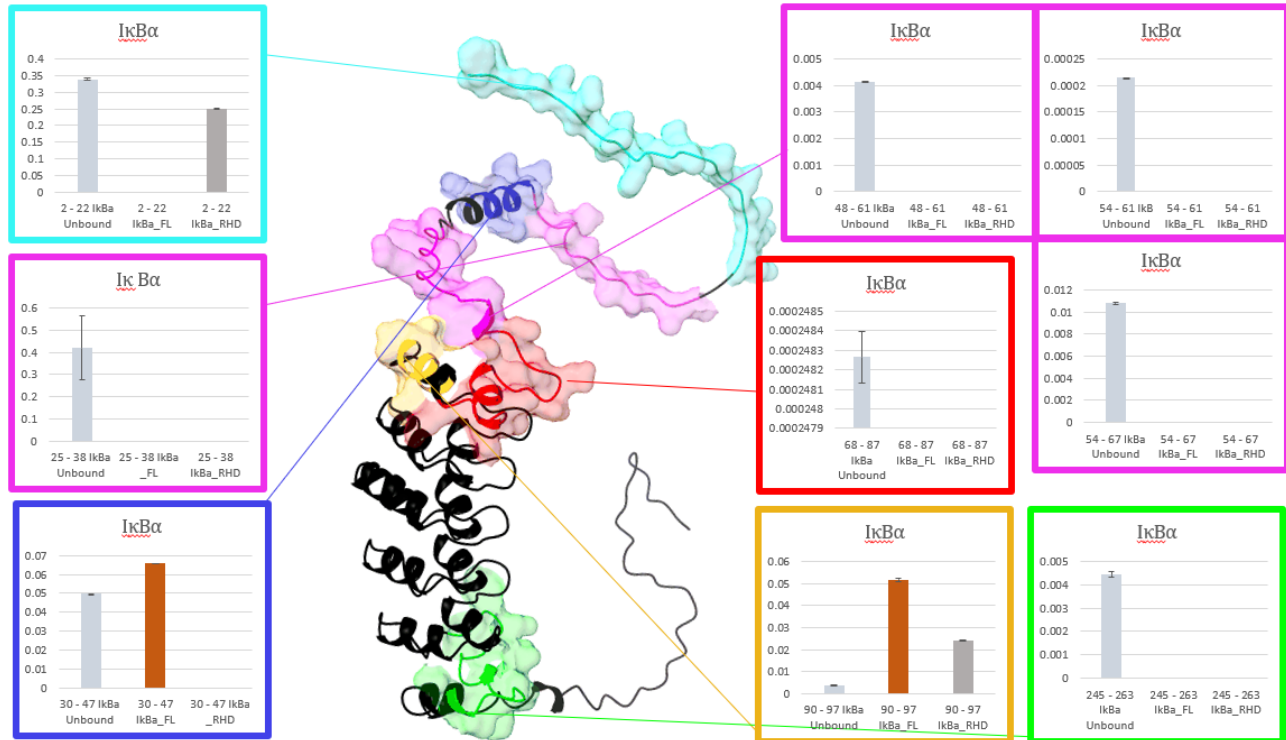 IκBα
0.4
0.35
0.3
0.25
0.2
0.15
0.1
0.05
0
2 - 22 IkBa Unbound
2 - 22 IkBa_FL
2 - 22 IkBa_RHD
IκBα
0.005
0.004
0.003
0.002
0.001
0
48 - 61 IkBa Unbound
48 - 61 IkBa_FL
48 - 61 IkBa_RHD
IκBα
0.00025
0.0002
0.00015
0.0001
0.00005
0
54 - 61 IkB Unbound
54 - 61 IkBa_FL
54 - 61 IkBa_RHD
Iκ Bα
0.6
0.5
0.4
0.3
0.2
0.1
0
25 - 38 IkBa Unbound
25 - 38 IkBa _FL
25 - 38 IkBa_RHD
IκBα
0.0002485
0.0002484
0.0002483
0.0002482
0.0002481
0.000248
0.0002479
68 - 87 IkBa Unbound
68 - 87 IkBa_FL
68 - 87 IkBa_RHD
IκBα
0.012
0.01
0.008
0.006
0.004
0.002
0
54 - 67 IkBa Unbound
54 - 67 IkBa_FL
54 - 67 IkBa_RHD
IκBα
0.07
0.06
0.05
0.04
0.03
0.02
0.01
0
30 - 47 IkBa Unbound
30 - 47 IkBa_FL
30 - 47 IkBa _RHD
IκBα
0.06
0.05
0.04
0.03
0.02
0.01
0
90 - 97 IkBa Unbound
90 - 97 IkBa_FL
90 - 97 IkBa_RHD
IκBα
0.005
0.004
0.003
0.002
0.001
0
245 - 263 IkBa Unbound
245 - 263 IkBa_FL
245 - 263 IkBa_RHD